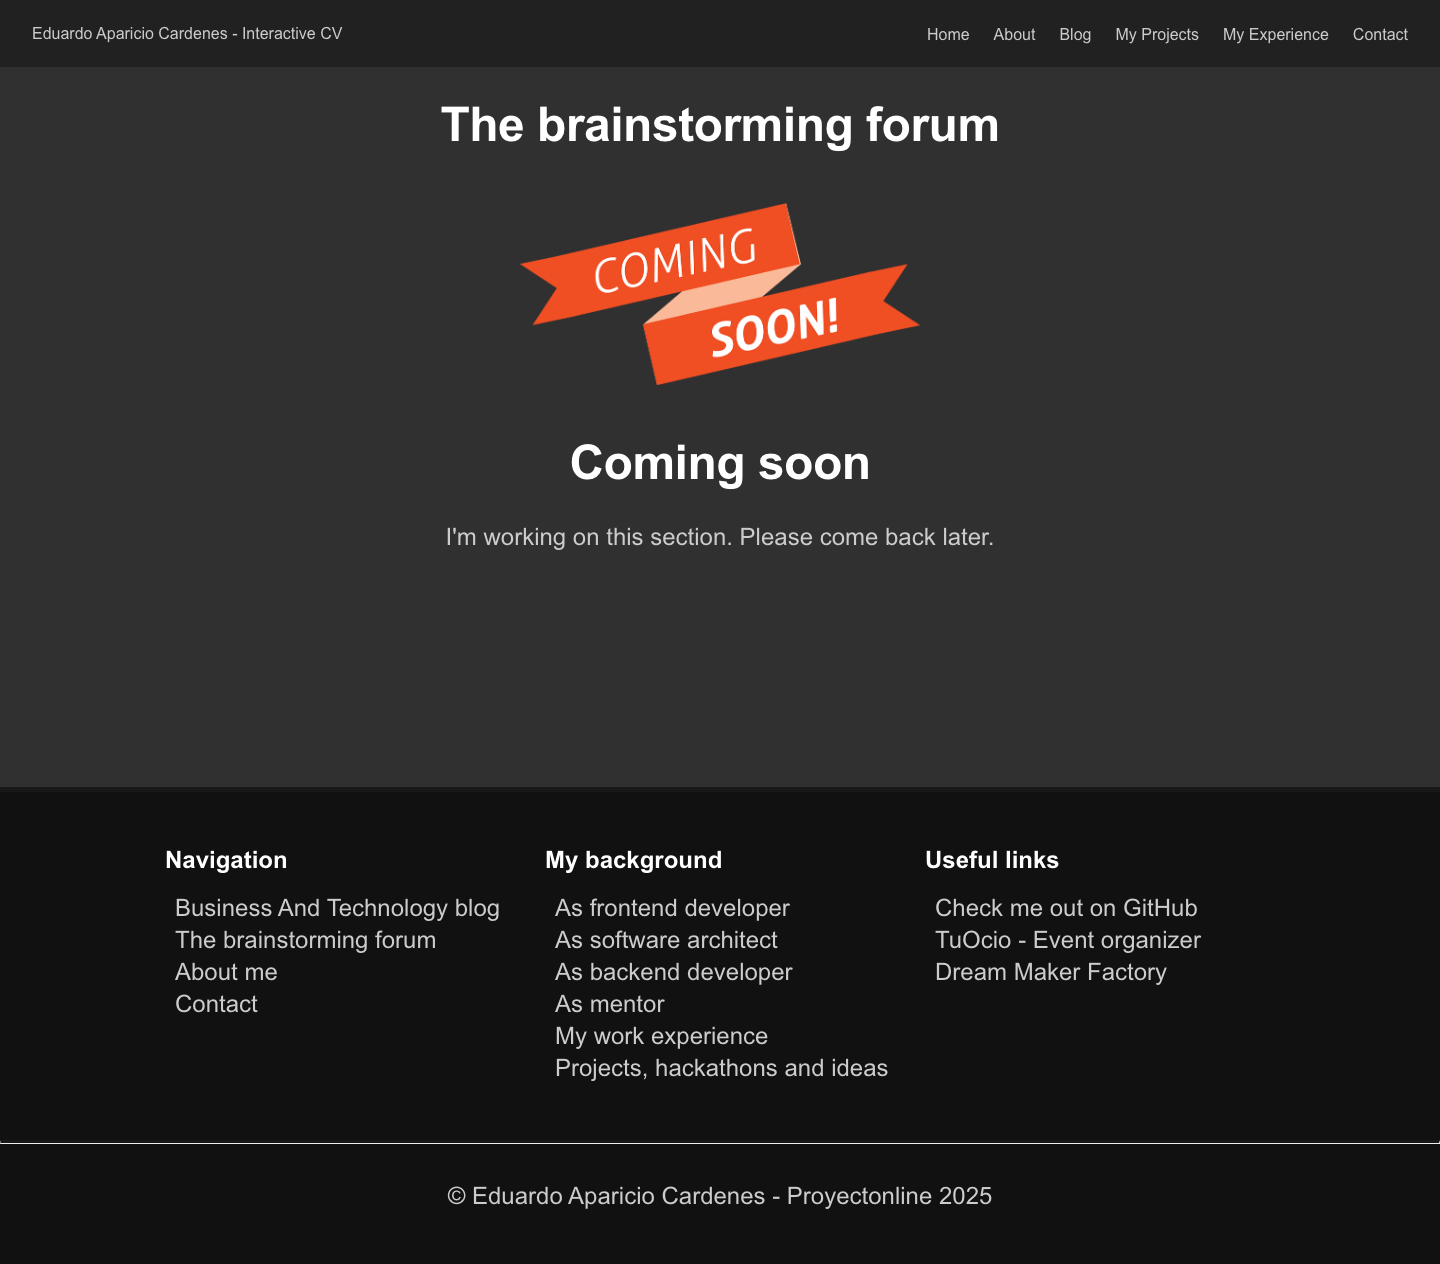 Eduardo Aparicio Cardenes - Interactive CV
Home About Blog My Projects My Experience Contact
The brainstorming forum
COMING
SOON!
Coming soon
I'm working on this section. Please come back later.
Navigation
Business And Technology blog
The brainstorming forum
About me
Contact
My background
As frontend developer
As software architect
As backend developer
As mentor
My work experience
Projects, hackathons and ideas
Useful links
Check me out on GitHub
TuOcio - Event organizer
Dream Maker Factory
© Eduardo Aparicio Cardenes - Proyectonline 2025